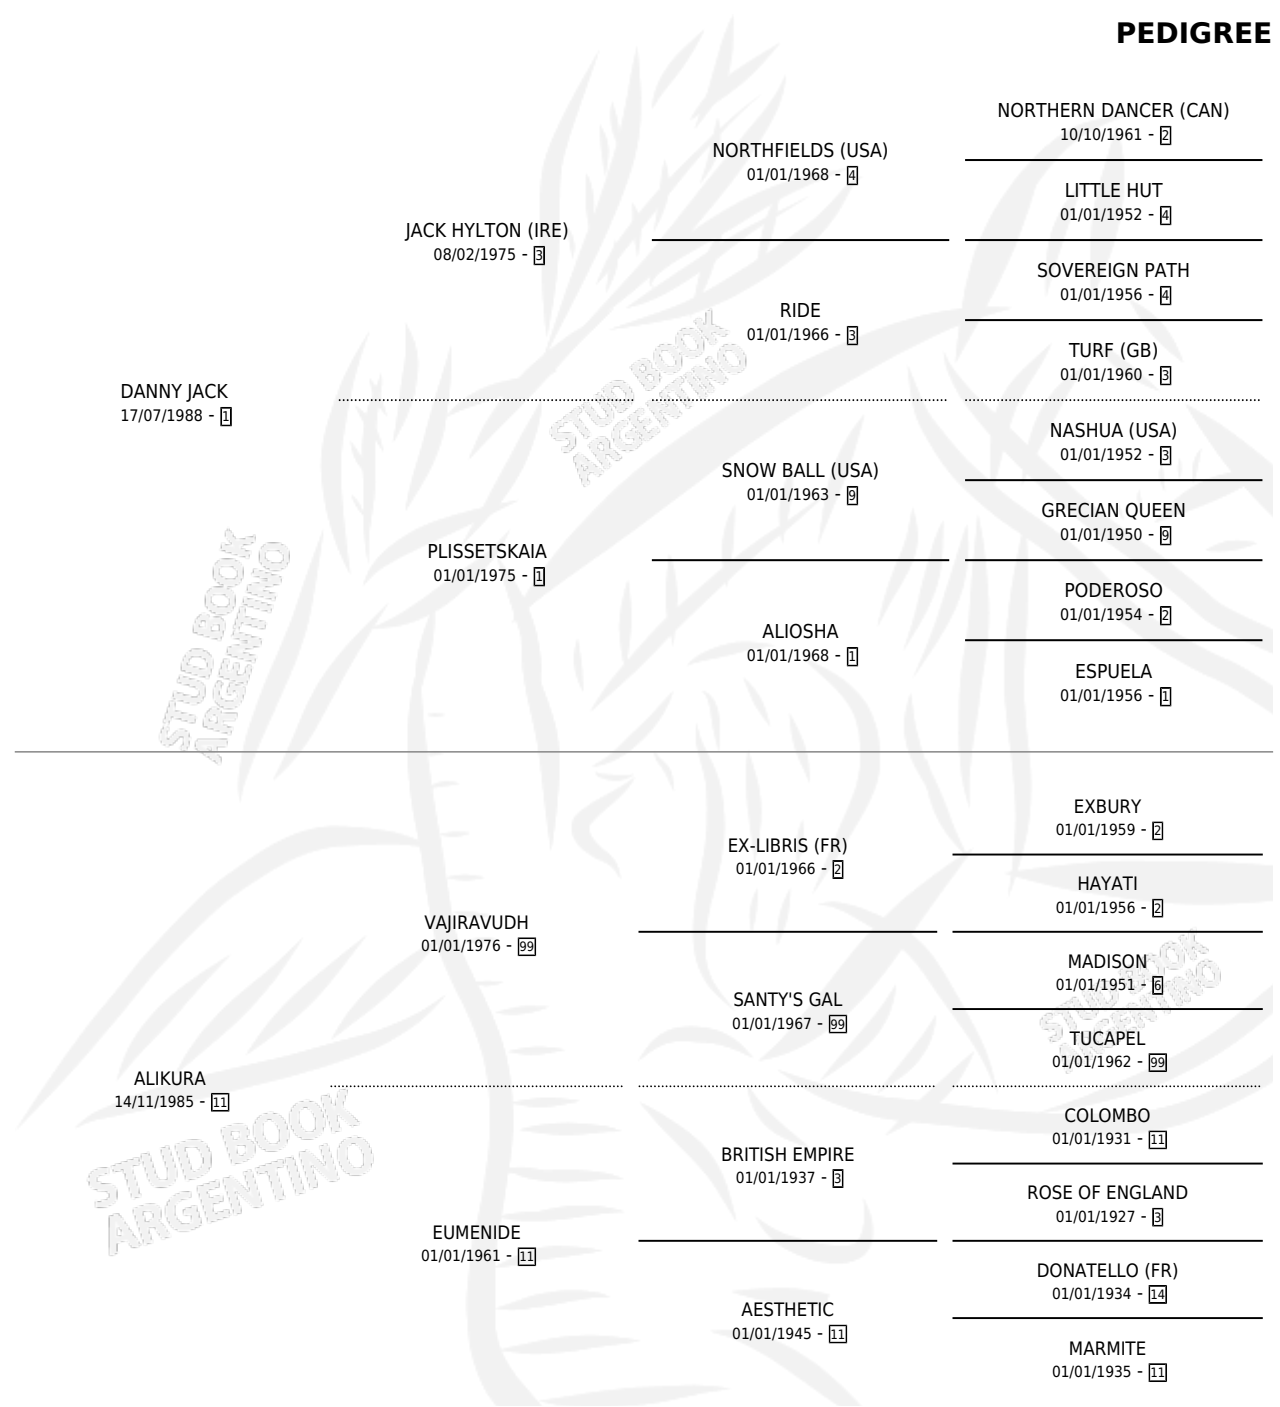 PEDIGREE
NORTHERN DANCER (CAN)
10/10/1961 - 2
NORTHFIELDS (USA)
01/01/1968 - 4
LITTLE HUT
01/01/1952 - 4
JACK HYLTON (IRE)
08/02/1975 - 3
SOVEREIGN PATH
01/01/1956 - 4
RIDE
01/01/1966 - 3
TURF (GB)
01/01/1960 - 3
DANNY JACK
17/07/1988 - 1
NASHUA (USA)
01/01/1952 - 3
SNOW BALL (USA)
01/01/1963 - 9
GRECIAN QUEEN
01/01/1950 - 9
PLISSETSKAIA
01/01/1975 - 1
PODEROSO
01/01/1954 - 2
ALIOSHA
01/01/1968 - 1
ESPUELA
01/01/1956 - 1
EXBURY
01/01/1959 - 2
EX-LIBRIS (FR)
01/01/1966 - 2
HAYATI
01/01/1956 - 2
VAJIRAVUDH
01/01/1976 - 99
MADISON
01/01/1951 - 6
SANTY'S GAL
01/01/1967 - 99
TUCAPEL
01/01/1962 - 99
ALIKURA
14/11/1985 - 11
COLOMBO
01/01/1931 - 11
BRITISH EMPIRE
01/01/1937 - 3
ROSE OF ENGLAND
01/01/1927 - 3
EUMENIDE
01/01/1961 - 11
DONATELLO (FR)
01/01/1934 - 14
AESTHETIC
01/01/1945 - 11
MARMITE
01/01/1935 - 11
STUD BOOK
ARGENTINO
STUD BOOK
ARGENTINO
STUD BOOK
ARGENTINO
STUD BOOK
ARGENTINO